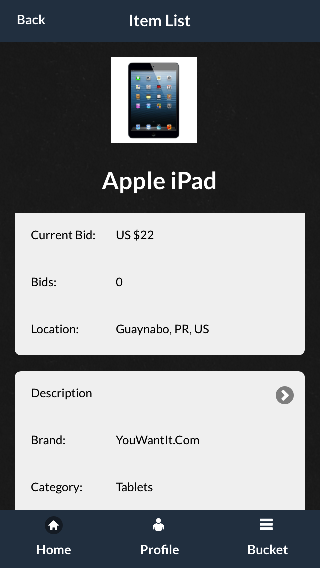 Back
Item List
Apple iPad
Current Bid: US $22
Bids: 0
Location: Guaynabo, PR, US
Description
Brand: YouWantIt.Com
Category: Tablets
Home
Profile
Bucket